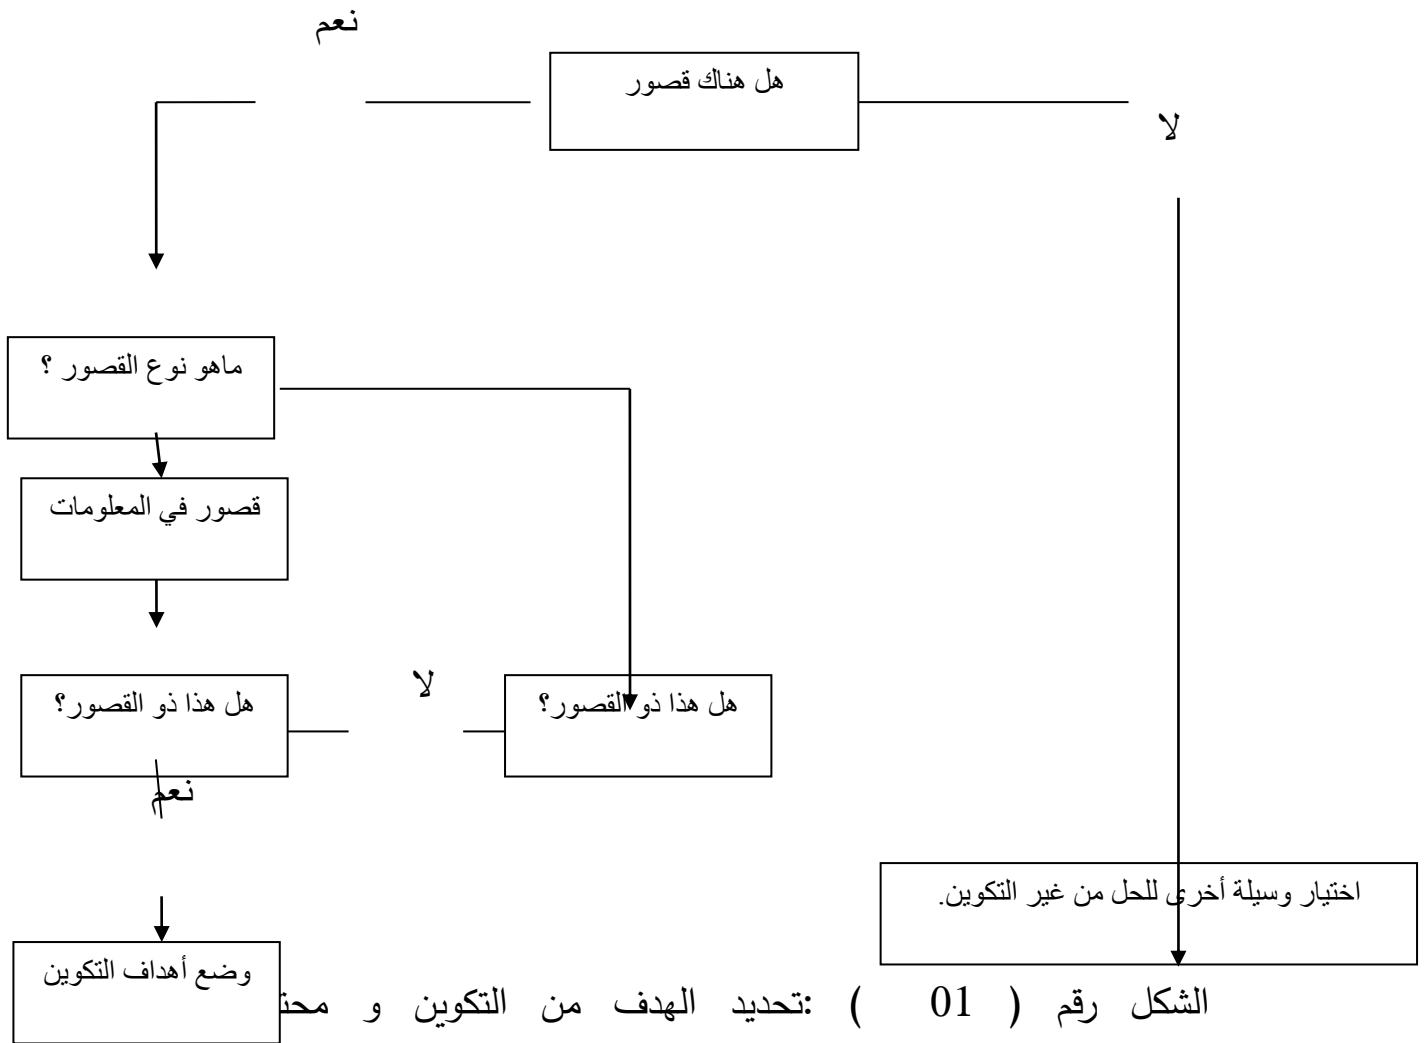 نعم
هل هناك قصور
لا
ماهو نوع القصور ؟
قصور في المعلومات
هل هذا ذو القصور؟
لا
هل هذا ذو القصور؟
نعم
اختيار وسيلة أخرى للحل من غير التكوين.
وضع أهداف التكوين
الشكل رقم ( 01 ) :تحديد الهدف من التكوين و